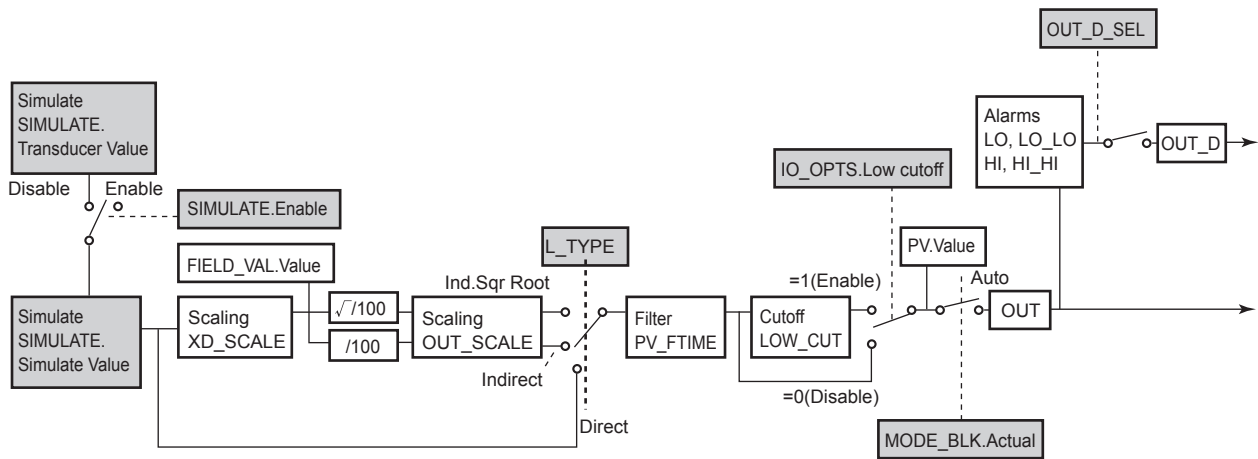 OUT_D_SEL
Simulate
SIMULATE.
Transducer Value
Alarms
LO, LO_LO
HI, HI_HI
OUT_D
IO_OPTS.Low cutoff
Disable
Enable
SIMULATE.Enable
L_TYPE
PV.Value
FIELD_VAL.Value
Auto
Ind.Sqr Root
=1(Enable)
Simulate
SIMULATE.
Simulate Value
Scaling
XD_SCALE
√/100
/100
Scaling
OUT_SCALE
Filter
PV_FTIME
Cutoff
LOW_CUT
OUT
Indirect
=0(Disable)
Direct
MODE_BLK.Actual